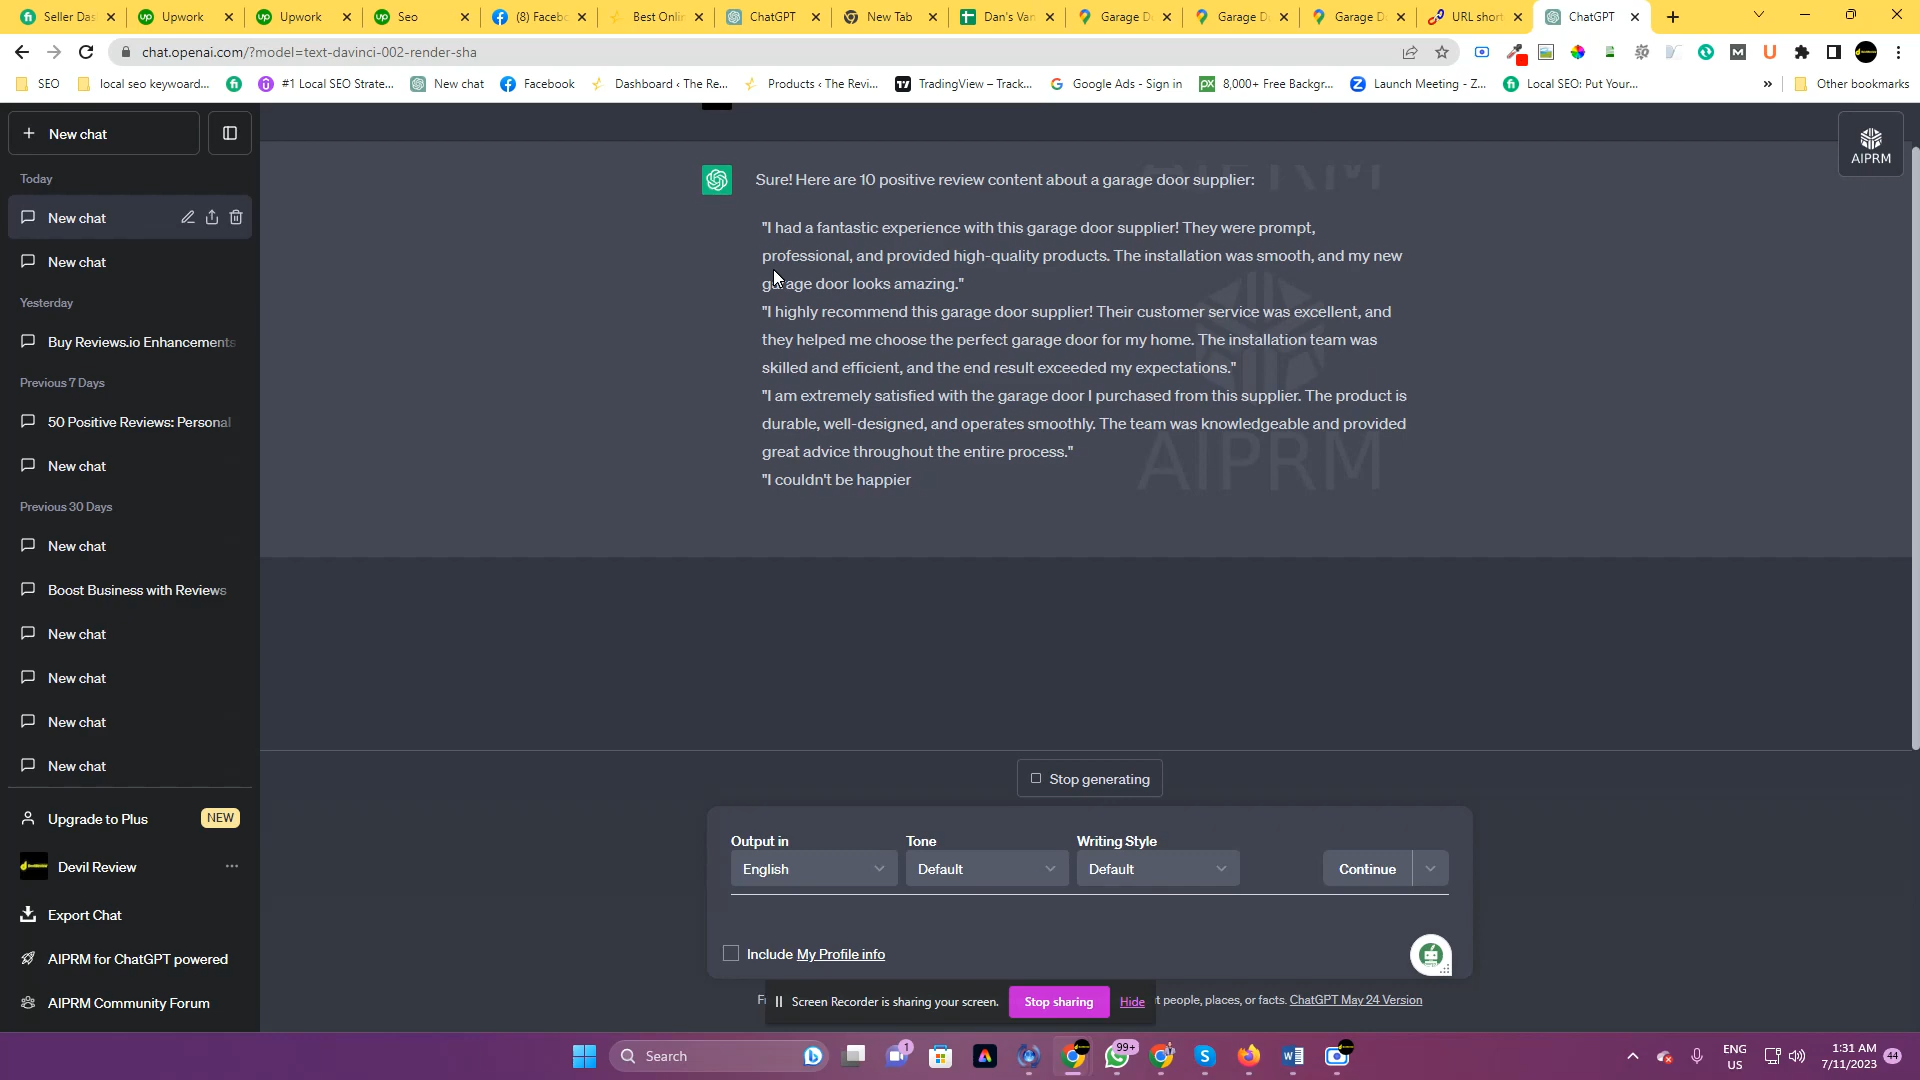 Seller Das
Upwork
Upwork
Seo
(8) Facebo
Best Onlin
ChatGPT
New Tab
Dan's Van
Garage Do
Garage Do
Garage Do
URL short
ChatGPT
chat.openai.com/?model=text-davinci-002-render-sha
SEO
local seo keyoward...
#1 Local SEO Strate...
New chat
Facebook
Dashboard ‹ The Re...
Products ‹ The Revi...
TradingView – Track...
Google Ads - Sign in
8,000+ Free Backgr...
Launch Meeting - Z...
Local SEO: Put Your...
»
Other bookmarks
+ New chat
AIPRM
Today
New chat
New chat
Yesterday
Buy Reviews.io Enhancements
Previous 7 Days
50 Positive Reviews: Personal
New chat
Previous 30 Days
New chat
Boost Business with Reviews
New chat
New chat
New chat
New chat
Upgrade to Plus
NEW
Devil Review
...
Export Chat
AIPRM for ChatGPT powered
AIPRM Community Forum
Sure! Here are 10 positive review content about a garage door supplier:
"I had a fantastic experience with this garage door supplier! They were prompt,
professional, and provided high-quality products. The installation was smooth, and my new
garage door looks amazing."
"I highly recommend this garage door supplier! Their customer service was excellent, and
they helped me choose the perfect garage door for my home. The installation team was
skilled and efficient, and the end result exceeded my expectations."
"I am extremely satisfied with the garage door I purchased from this supplier. The product is
durable, well-designed, and operates smoothly. The team was knowledgeable and provided
great advice throughout the entire process."
"I couldn't be happier
AIPRM
AIPRM
Stop generating
Output in
Tone
Writing Style
English
Default
Default
Continue
Include My Profile info
Screen Recorder is sharing your screen.
Stop sharing
Hide
t people, places, or facts. ChatGPT May 24 Version
Search
1
99+
ENG
US
1:31 AM
7/11/2023
44